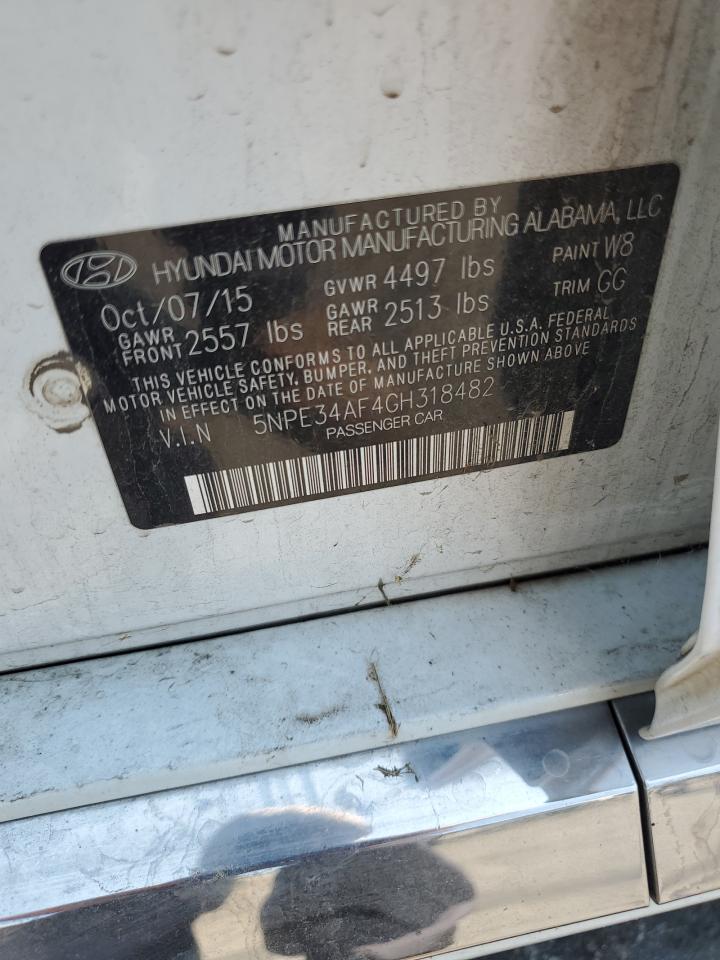 MANUFACTURED BY
HYUNDAI MOTOR MANUFACTURING ALABAMA, LLC
Oct/07/15 GVWR 4497 lbs PAINT W8
GAWR FRONT 2557 lbs GAWR REAR 2513 lbs TRIM GG
THIS VEHICLE CONFORMS TO ALL APPLICABLE U.S.A. FEDERAL
MOTOR VEHICLE SAFETY, BUMPER, AND THEFT PREVENTION STANDARDS
IN EFFECT ON THE DATE OF MANUFACTURE SHOWN ABOVE
V.I.N 5NPE34AF4GH318482
PASSENGER CAR